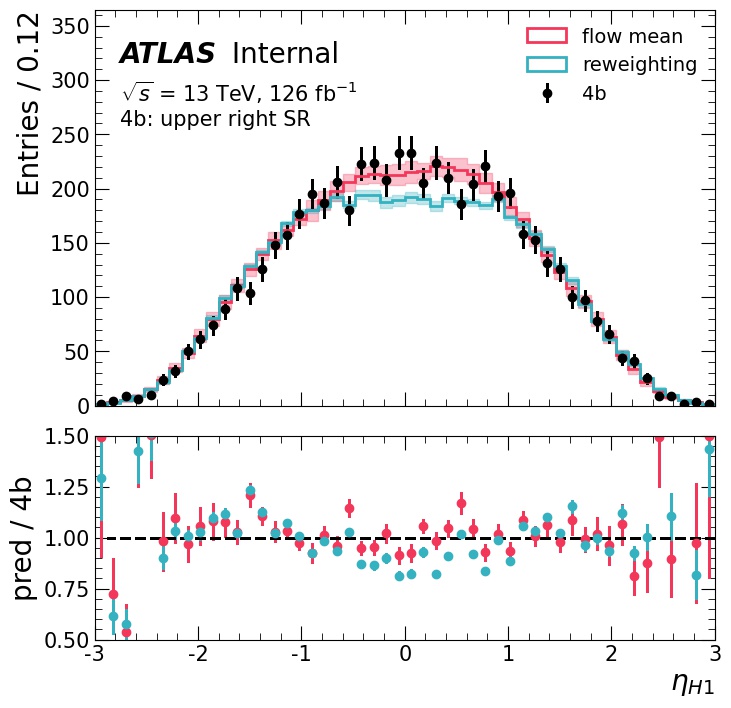 Entries / 0.12
350
300
250
200
150
100
50
0
ATLAS Internal
√s = 13 TeV, 126 fb⁻¹
4b: upper right SR
flow mean
reweighting
4b
pred / 4b
1.50
1.25
1.00
0.75
0.50
-3 -2 -1 0 1 2 3
η_H1